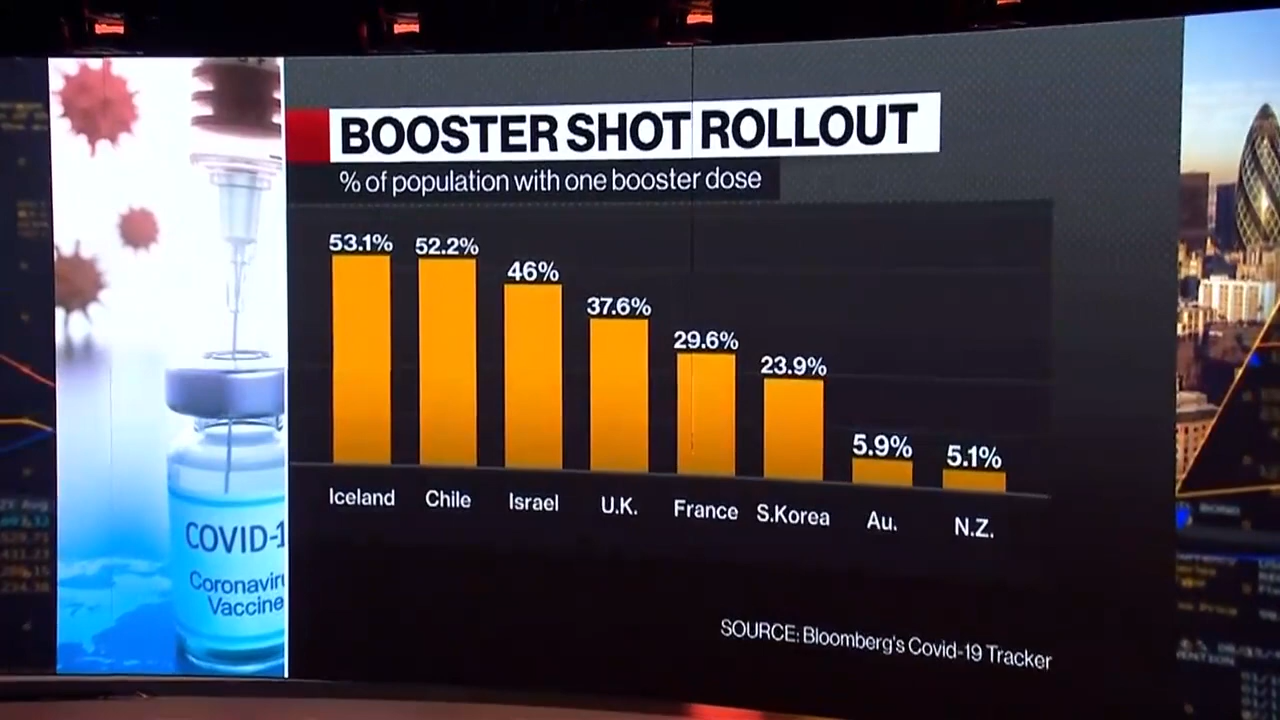 BOOSTER SHOT ROLLOUT
% of population with one booster dose
53.1% 52.2% 46% 37.6% 29.6% 23.9% 5.9% 5.1%
Iceland Chile Israel U.K. France S.Korea Au. N.Z.
COVID-1
Coronaviru
Vaccine
SOURCE: Bloomberg's Covid-19 Tracker